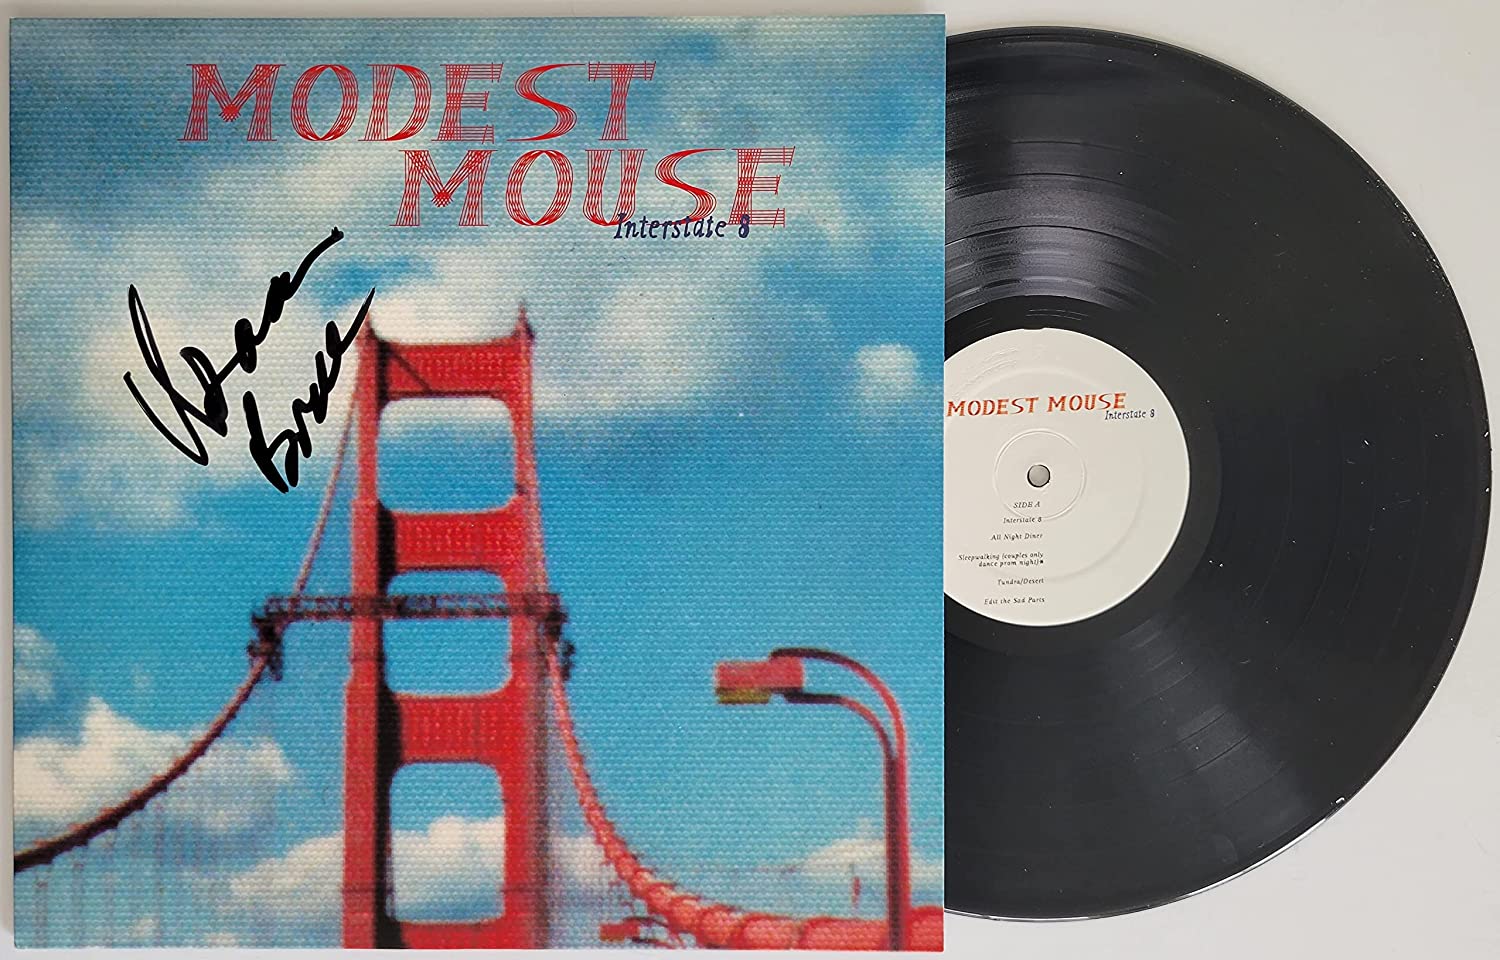 MODEST
MOUSE
Interstate 8
MODEST MOUSE
Interstate 8
SIDE A
Interstate 8
All Night Diner
Sleepwalking (couples only
dance prom night)
Tundra/Desert
Edit the Sad Parts